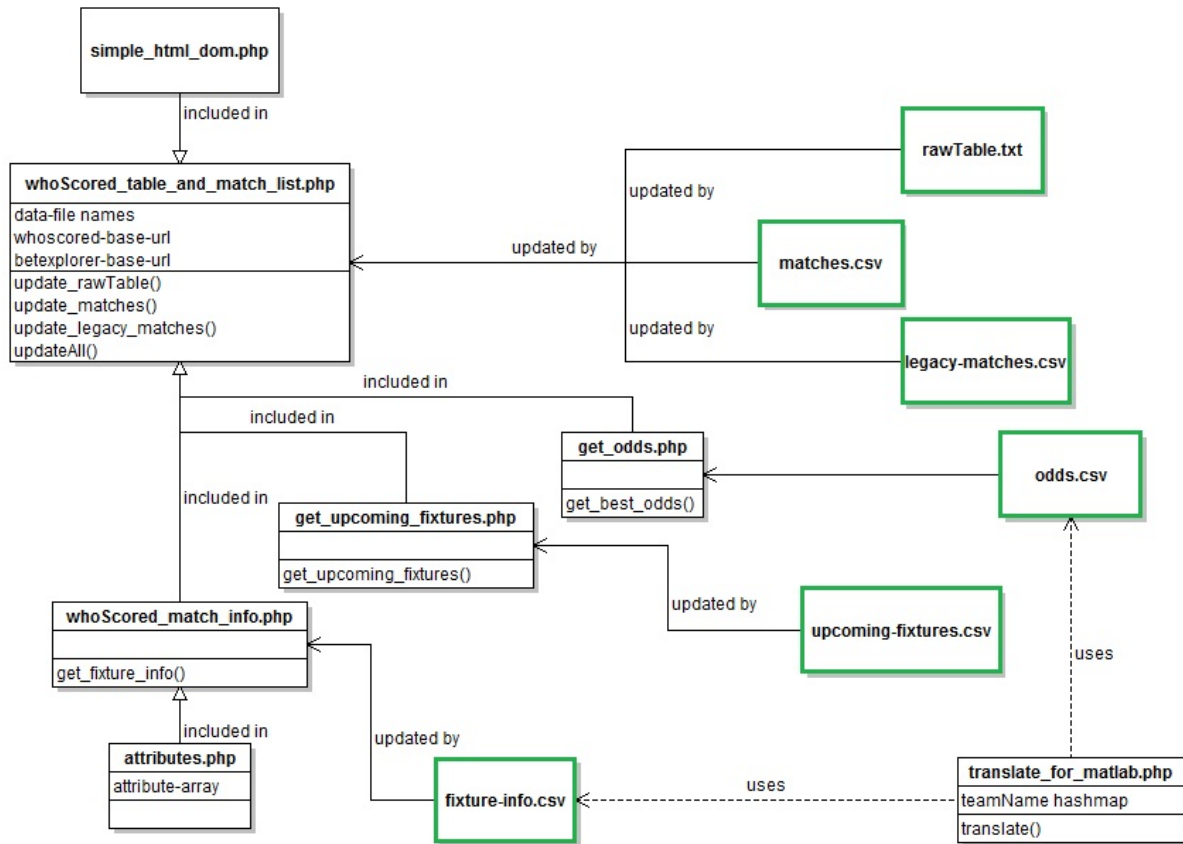 simple_html_dom.php
included in
whoScored_table_and_match_list.php
data-file names
whoscored-base-url
betexplorer-base-url
update_rawTable()
update_matches()
update_legacy_matches()
updateAll()
rawTable.txt
updated by
updated by
matches.csv
updated by
legacy-matches.csv
included in
included in
included in
get_odds.php
get_best_odds()
odds.csv
get_upcoming_fixtures.php
get_upcoming_fixtures()
updated by
upcoming-fixtures.csv
uses
whoScored_match_info.php
get_fixture_info()
included in
attributes.php
attribute-array
updated by
fixture-info.csv
uses
translate_for_matlab.php
teamName hashmap
translate()